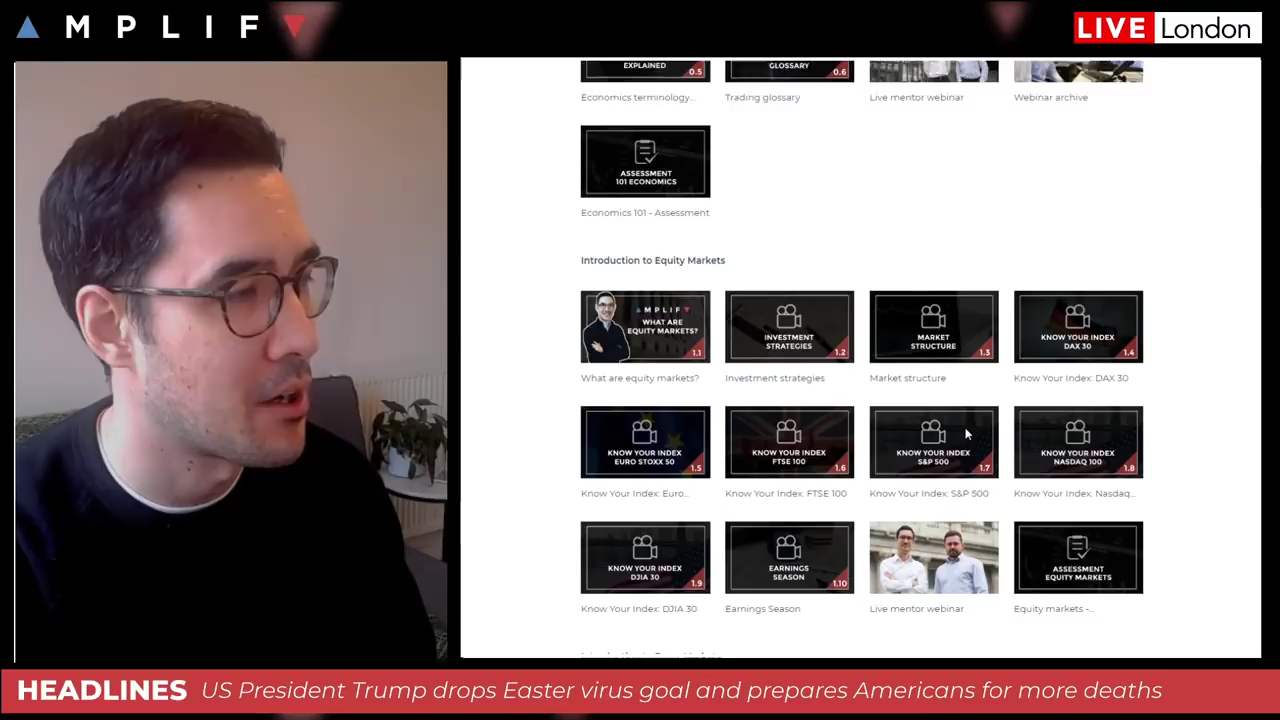 AMPLIFY
LIVE London
EXPLAINED
0.5
GLOSSARY
0.6
Economics terminology...
Trading glossary
Live mentor webinar
Webinar archive
ASSESSMENT
101 ECONOMICS
Economics 101 - Assessment
Introduction to Equity Markets
AMPLIFY
WHAT ARE
EQUITY MARKETS?
1.1
INVESTMENT
STRATEGIES
1.2
MARKET
STRUCTURE
1.3
KNOW YOUR INDEX
DAX 30
1.4
What are equity markets?
Investment strategies
Market structure
Know Your Index: DAX 30
KNOW YOUR INDEX
EURO STOXX 50
1.5
KNOW YOUR INDEX
FTSE 100
1.6
KNOW YOUR INDEX
S&P 500
1.7
KNOW YOUR INDEX
NASDAQ 100
1.8
Know Your Index: Euro...
Know Your Index: FTSE 100
Know Your Index: S&P 500
Know Your Index: Nasdaq...
KNOW YOUR INDEX
DJIA 30
1.9
EARNINGS
SEASON
1.10
ASSESSMENT
EQUITY MARKETS
Know Your Index: DJIA 30
Earnings Season
Live mentor webinar
Equity markets -...
HEADLINES US President Trump drops Easter virus goal and prepares Americans for more deaths